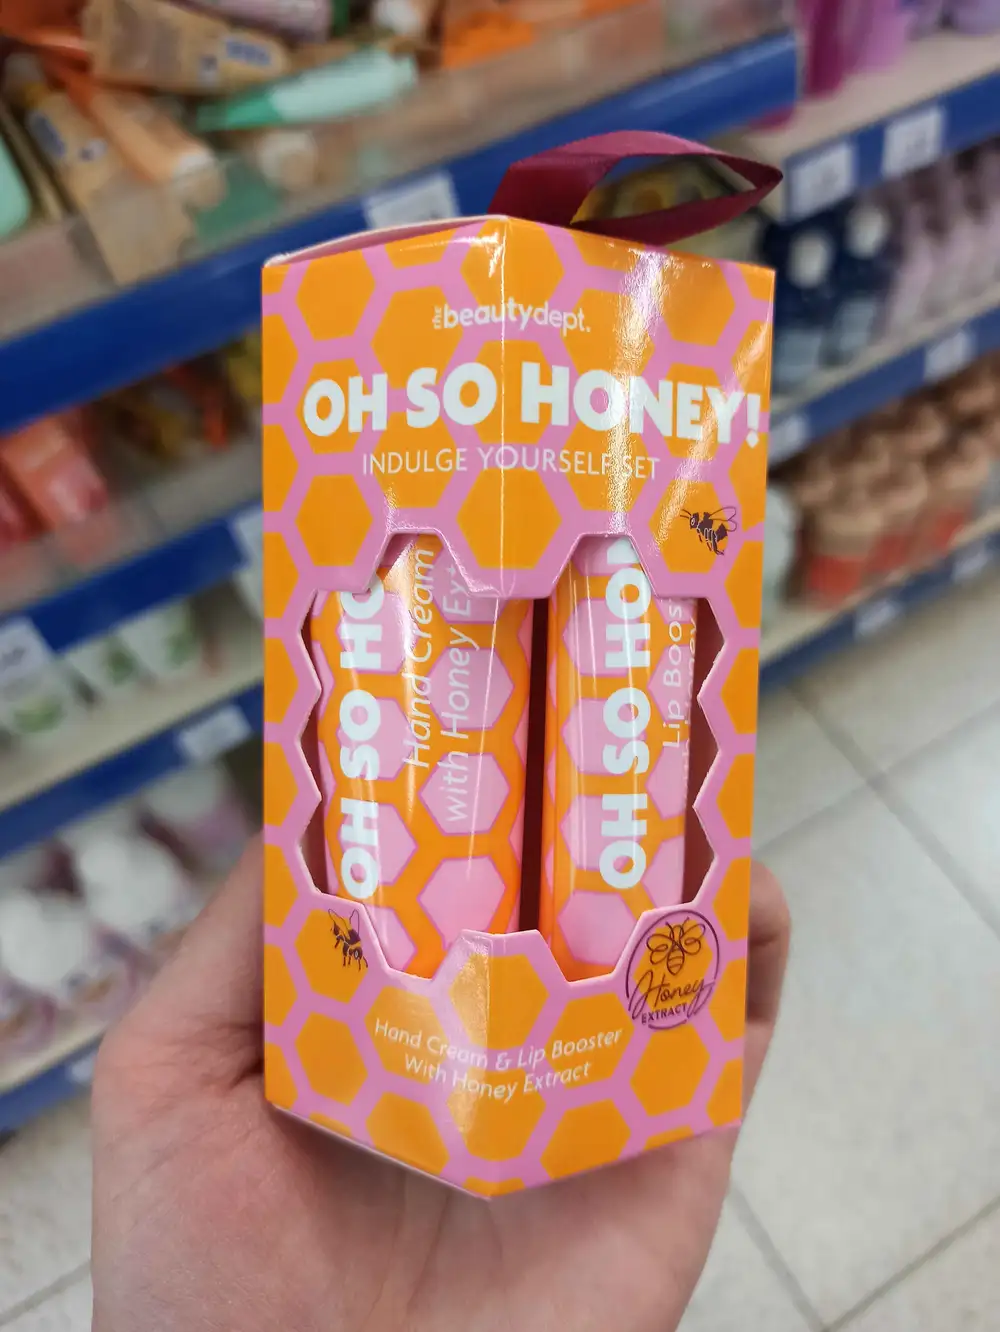 the beautydept.
OH SO HONEY!
INDULGE YOURSELF SET
OH SO HO
Hand Cream
with Honey Ex
OH SO HON
Lip Boos
Honey
EXTRACT
Hand Cream & Lip Booster
With Honey Extract